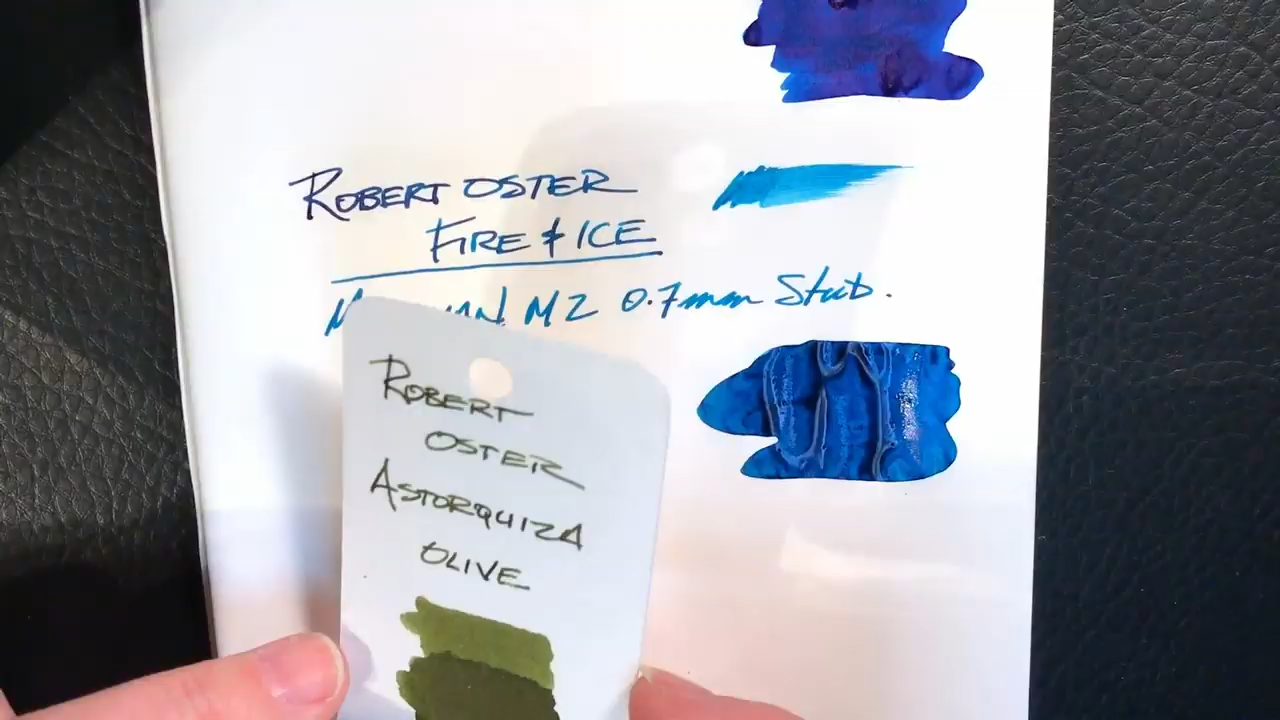 ROBERT OSTER
FIRE & ICE
M2 0.7mm Stub.
ROBERT
OSTER
ASTORQUIZA
OLIVE